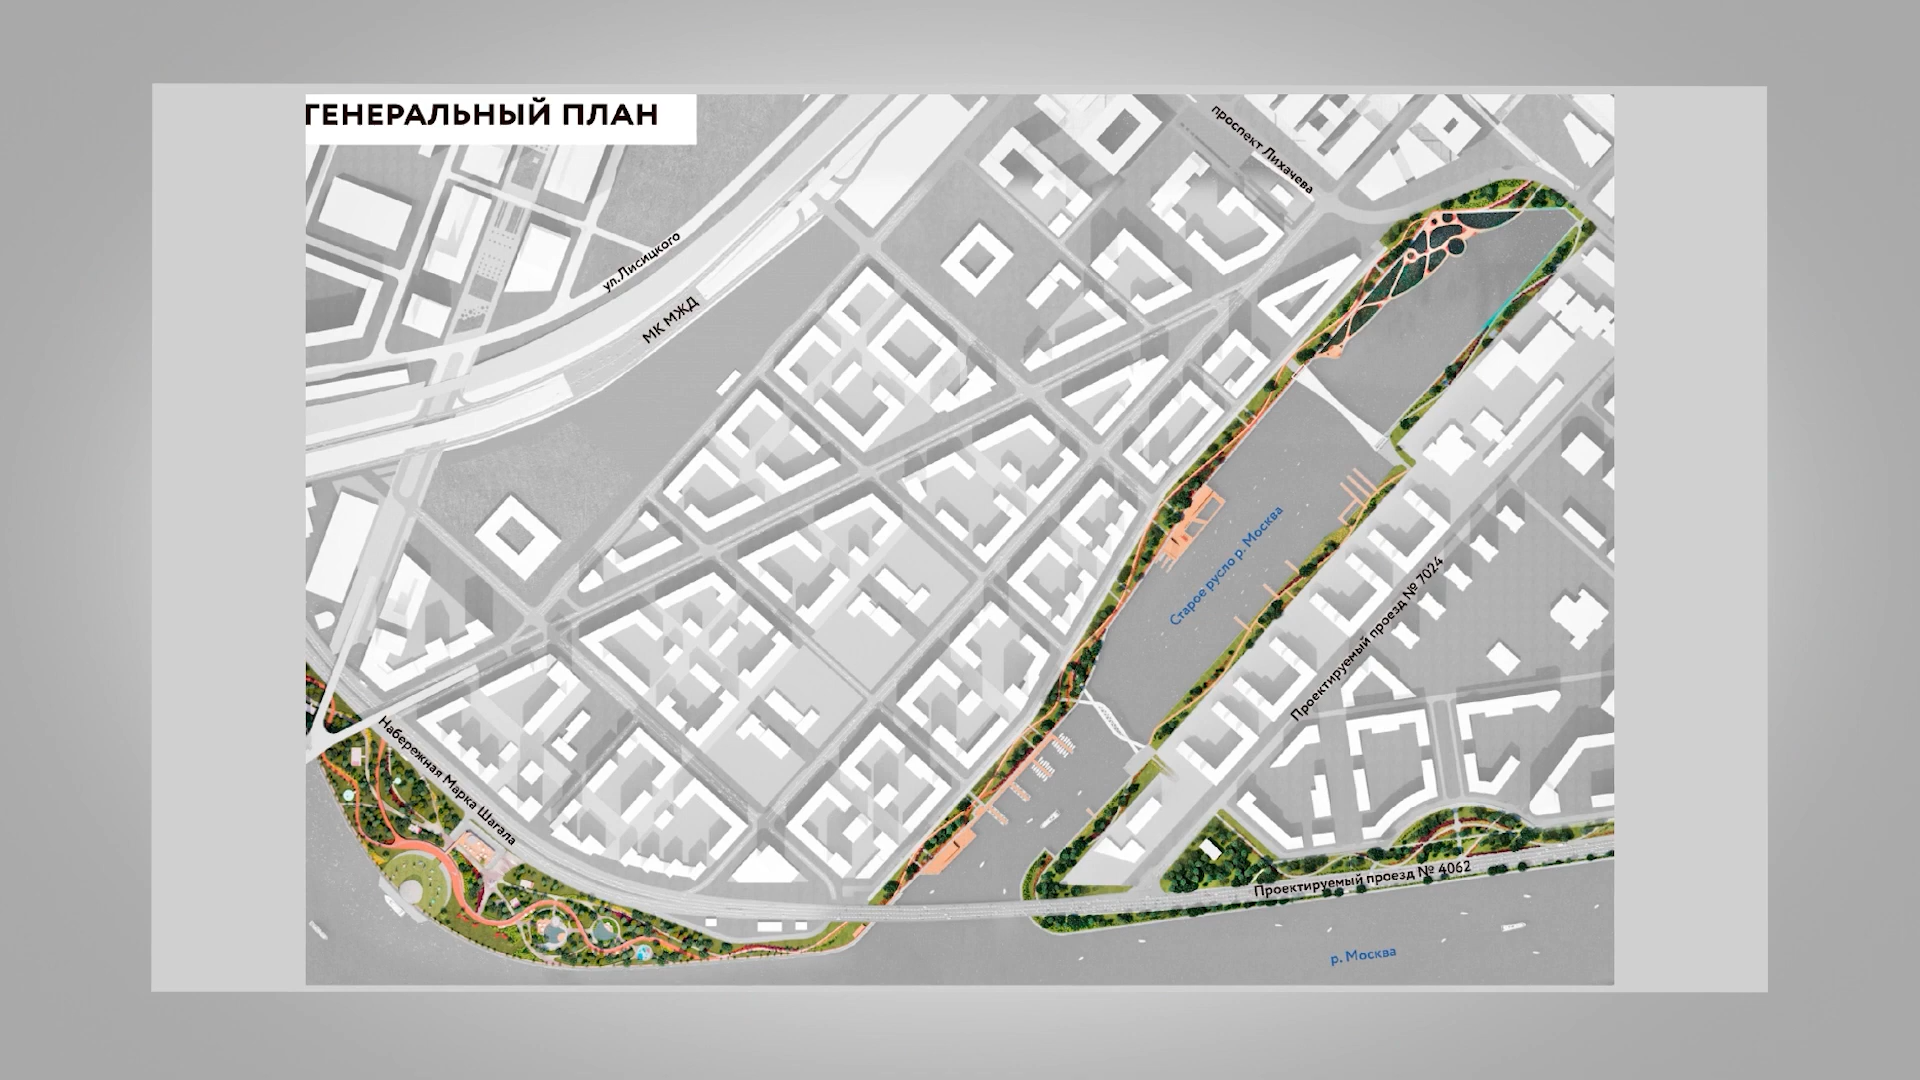 ГЕНЕРАЛЬНЫЙ ПЛАН
проспект Лихачева
ул.Лисицкого
МК МЖД
Старое русло р. Москва
Проектируемый проезд № 7024
Набережная Марка Шагала
Проектируемый проезд № 4062
р. Москва